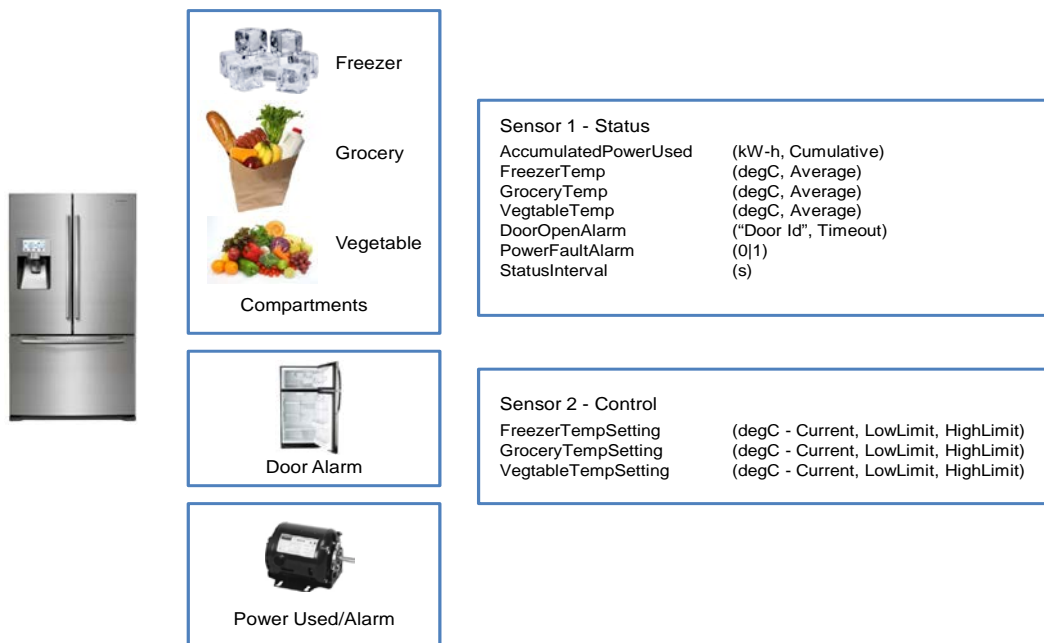 Freezer
Grocery
Vegetable
Compartments
Door Alarm
Power Used/Alarm
Sensor 1 - Status
AccumulatedPowerUsed (kW-h, Cumulative)
FreezerTemp (degC, Average)
GroceryTemp (degC, Average)
VegtableTemp (degC, Average)
DoorOpenAlarm (“Door Id”, Timeout)
PowerFaultAlarm (0|1)
StatusInterval (s)
Sensor 2 - Control
FreezerTempSetting (degC - Current, LowLimit, HighLimit)
GroceryTempSetting (degC - Current, LowLimit, HighLimit)
VegtableTempSetting (degC - Current, LowLimit, HighLimit)